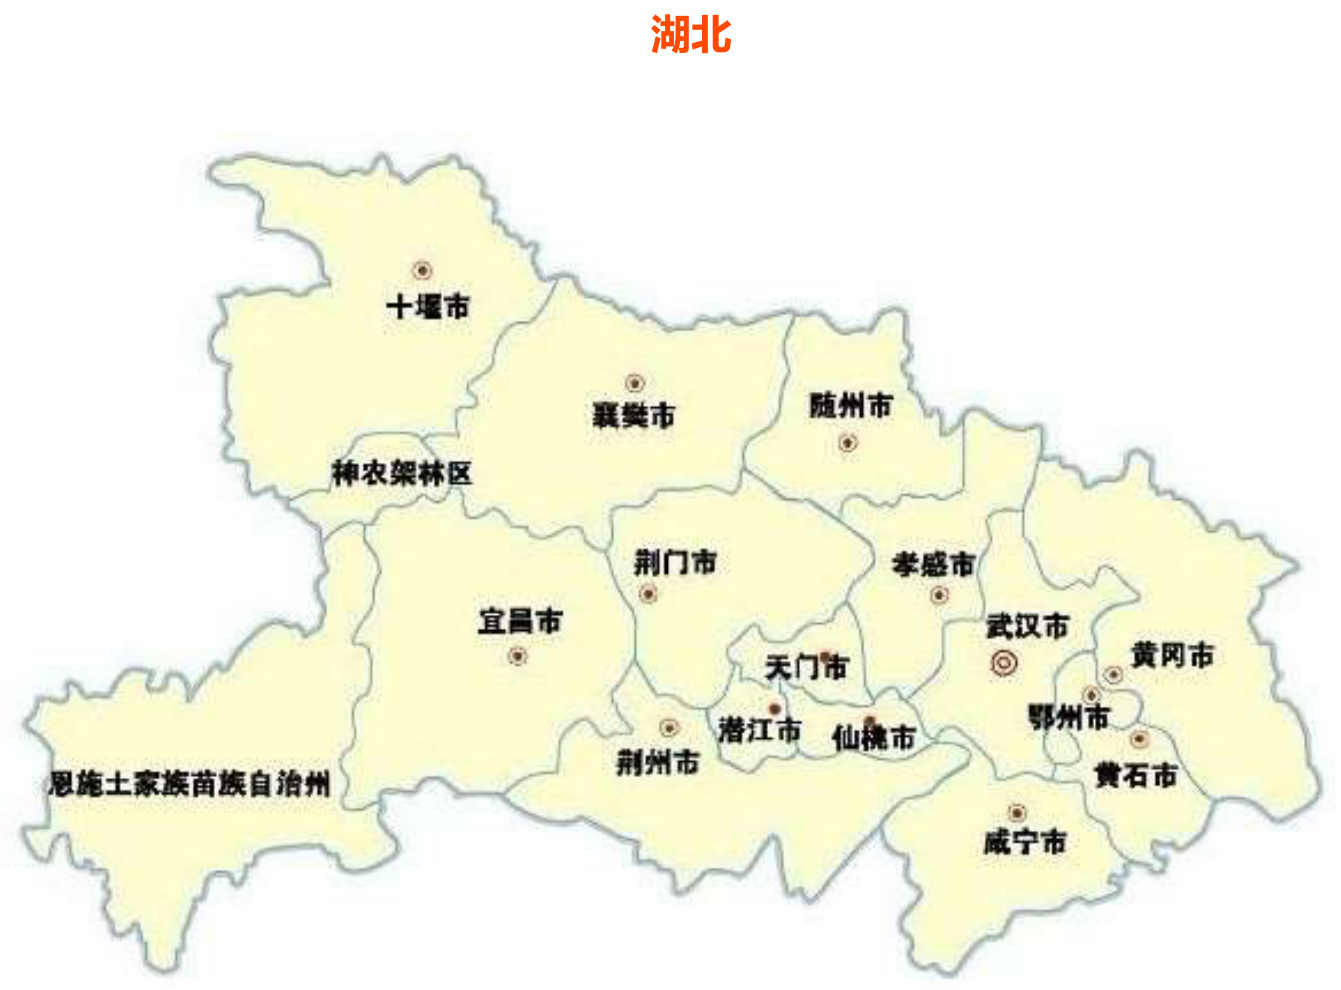 湖北
十堰市
襄樊市
随州市
神农架林区
荆门市
孝感市
宜昌市
武汉市
黄冈市
天门市
鄂州市
潜江市
仙桃市
荆州市
黄石市
恩施土家族苗族自治州
咸宁市